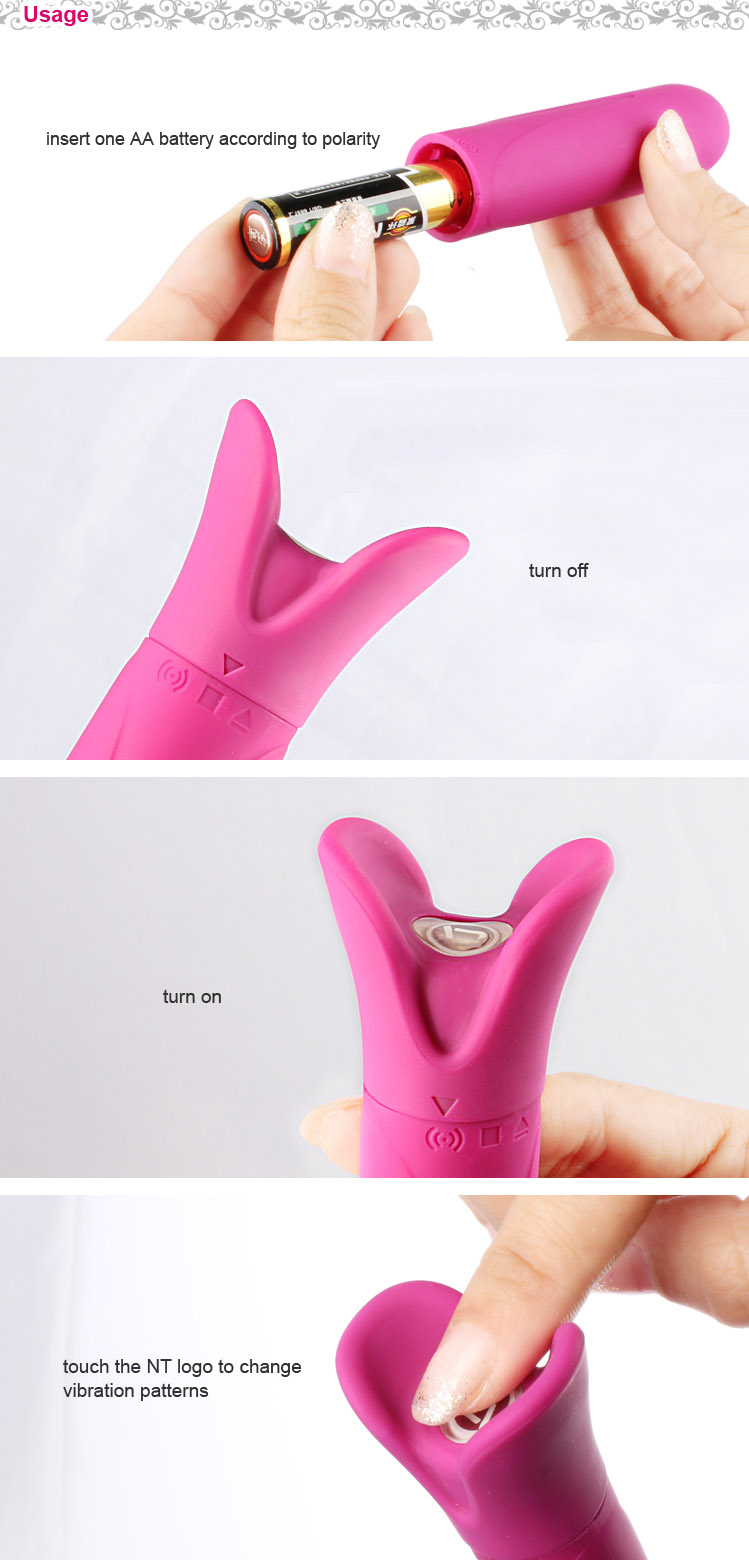 Usage
insert one AA battery according to polarity
turn off
turn on
touch the NT logo to change
vibration patterns